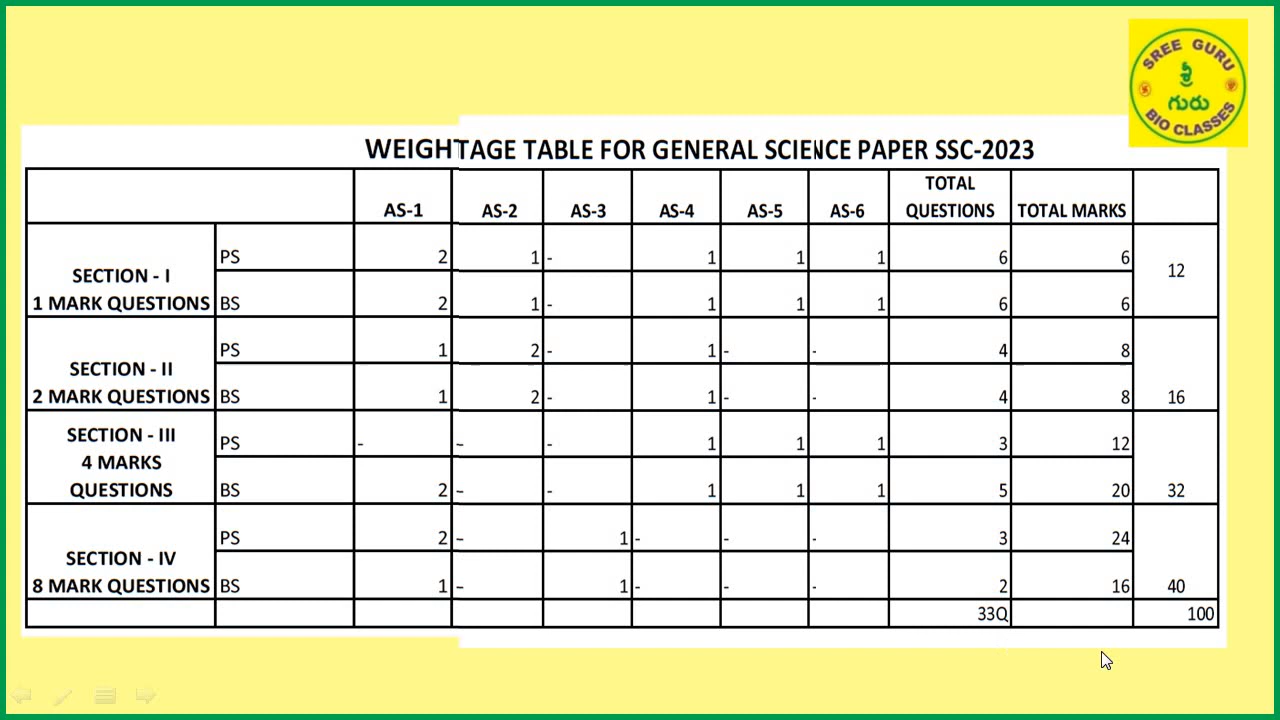 SREE GURU
శ్రీ
గురు
BIO CLASSES
WEIGHTAGE TABLE FOR GENERAL SCIENCE PAPER SSC-2023
AS-1 AS-2 AS-3 AS-4 AS-5 AS-6 TOTAL QUESTIONS TOTAL MARKS
SECTION - I
1 MARK QUESTIONS
PS 2 1 - 1 1 1 6 6
BS 2 1 - 1 1 1 6 6
12
SECTION - II
2 MARK QUESTIONS
PS 1 2 - 1 - - 4 8
BS 1 2 - 1 - - 4 8
16
SECTION - III
4 MARKS
QUESTIONS
PS - - - 1 1 1 3 12
BS 2 - - 1 1 1 5 20
32
SECTION - IV
8 MARK QUESTIONS
PS 2 - 1 - - - 3 24
BS 1 - 1 - - - 2 16
40
33Q 100